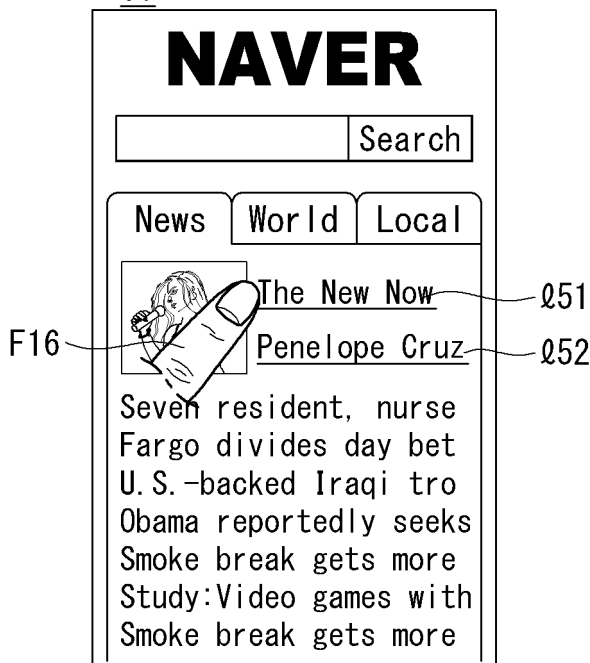 NAVER
Search
News World Local
The New Now ℓ51
F16
Penelope Cruz ℓ52
Seven resident, nurse
Fargo divides day bet
U.S.-backed Iraqi tro
Obama reportedly seeks
Smoke break gets more
Study:Video games with
Smoke break gets more